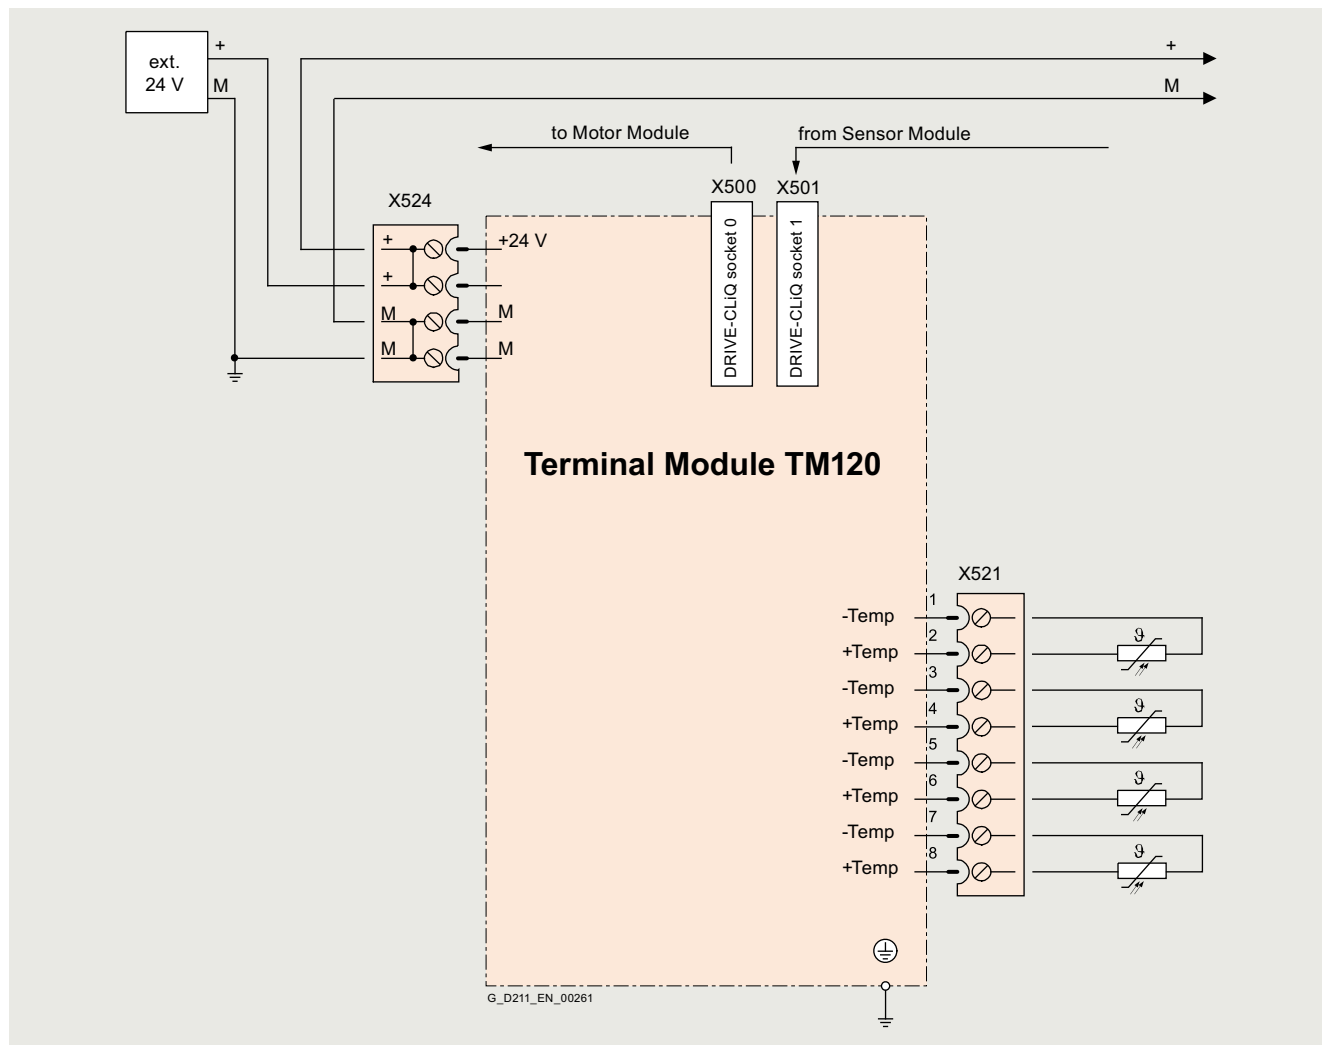 ext.
24 V
+
M
+
M
to Motor Module
from Sensor Module
X500
X501
X524
+
+24 V
+
M
M
M
M
DRIVE-CLiQ socket 0
DRIVE-CLiQ socket 1
Terminal Module TM120
X521
1
-Temp
2
+Temp
ϑ
3
-Temp
4
+Temp
ϑ
5
-Temp
6
+Temp
ϑ
7
-Temp
8
+Temp
ϑ
G_D211_EN_00261